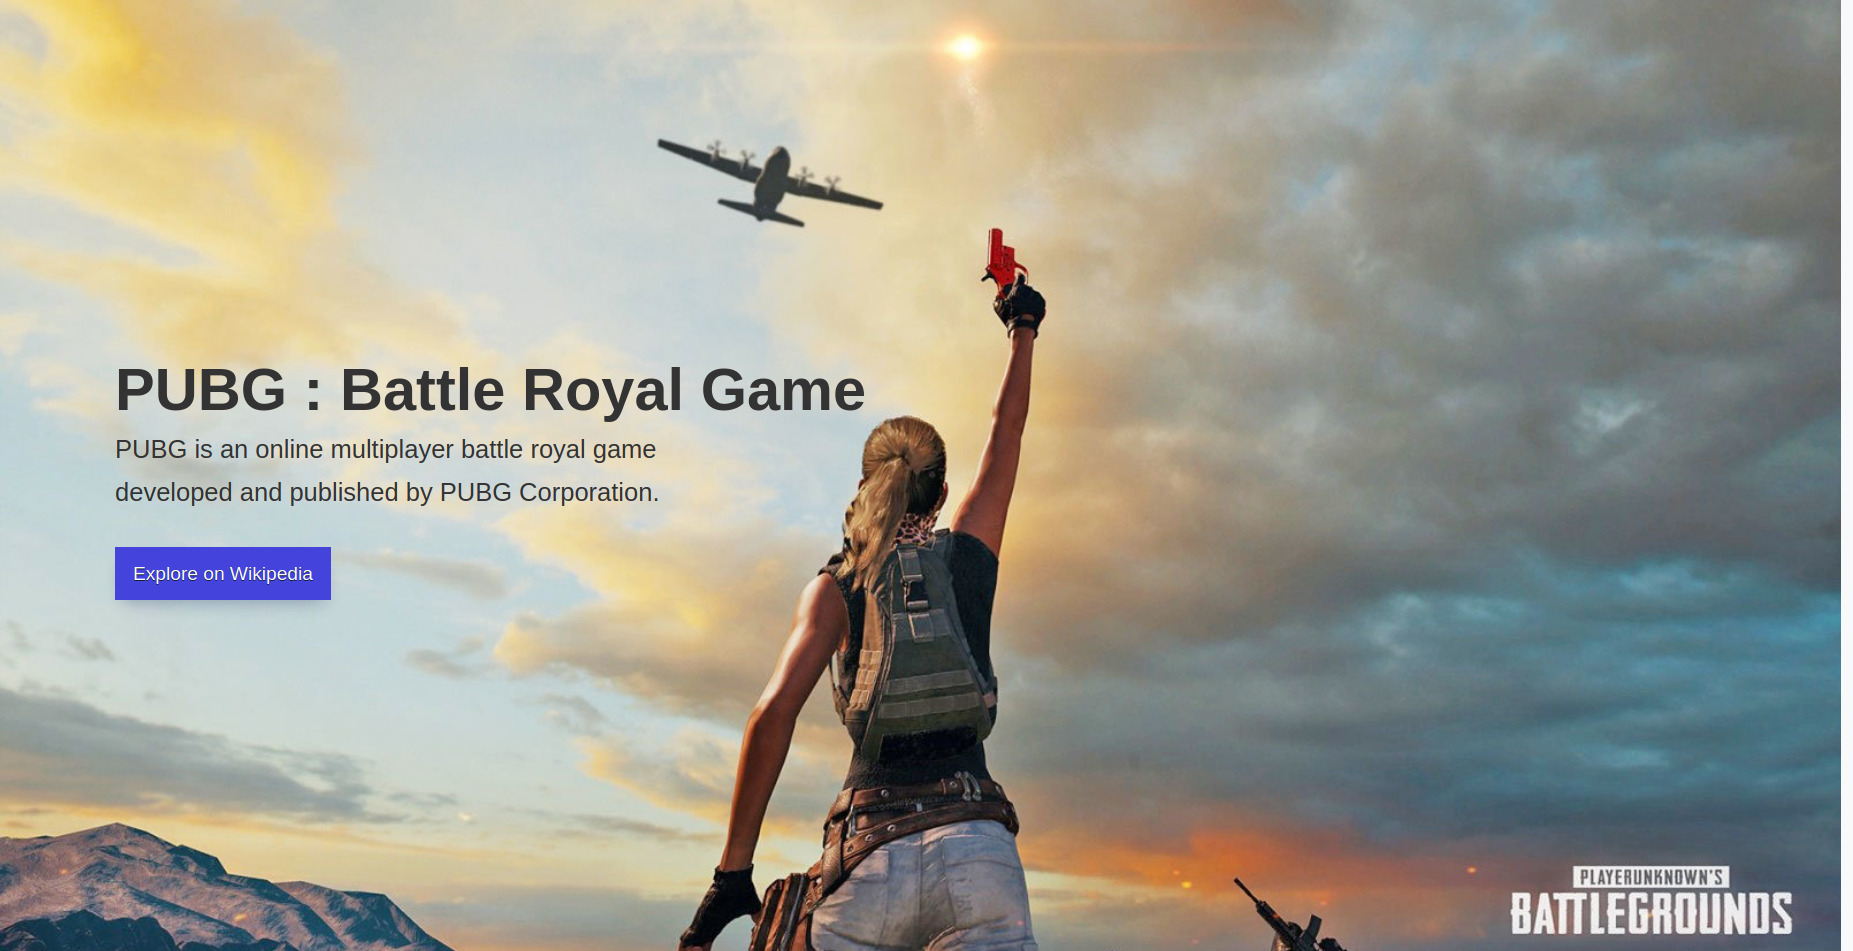 PUBG : Battle Royal Game
PUBG is an online multiplayer battle royal game
developed and published by PUBG Corporation.
Explore on Wikipedia
PLAYERUNKNOWN'S
BATTLEGROUNDS